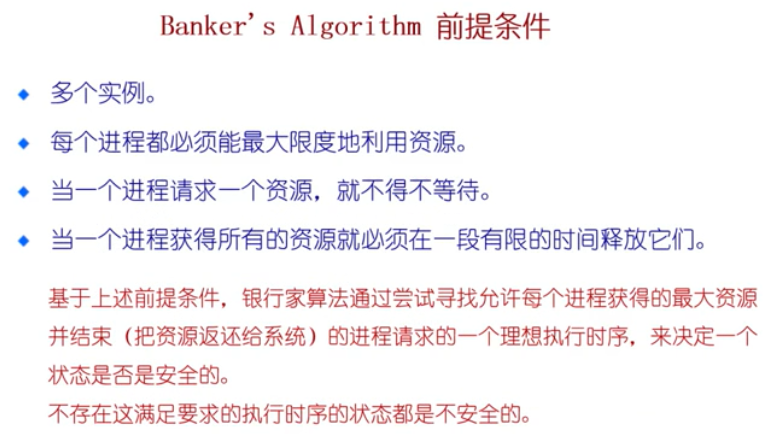 Banker's Algorithm 前提条件
多个实例。
每个进程都必须能最大限度地利用资源。
当一个进程请求一个资源，就不得不等待。
当一个进程获得所有的资源就必须在一段有限的时间释放它们。
基于上述前提条件，银行家算法通过尝试寻找允许每个进程获得的最大资源
并结束（把资源返还给系统）的进程请求的一个理想执行时序，来决定一个
状态是否是安全的。
不存在这满足要求的执行时序的状态都是不安全的。